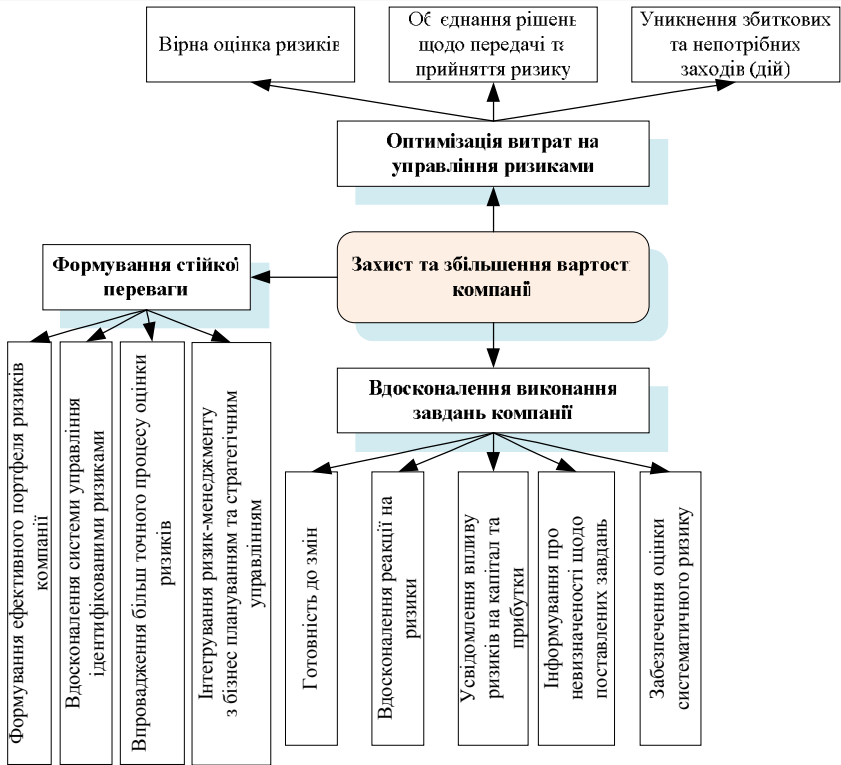 Вірна оцінка ризиків
Об'єднання рішень
щодо передачі та
прийняття ризику
Уникнення збиткових
та непотрібних
заходів (дій)
Оптимізація витрат на
управління ризиками
Захист та збільшення вартості
компанії
Формування стійкої
переваги
Вдосконалення виконання
завдань компанії
Формування ефективного портфеля ризиків
компанії
Вдосконалення системи управління
ідентифікованими ризиками
Впровадження більш точного процесу оцінки
ризиків
Інтегрування ризик-менеджменту
з бізнес плануванням та стратегічним
управлінням
Готовність до змін
Вдосконалення реакції на
ризики
Усвідомлення впливу
ризиків на капітал та
прибутки
Інформування про
невизначеності щодо
поставлених завдань
Забезпечення оцінки
систематичного ризику